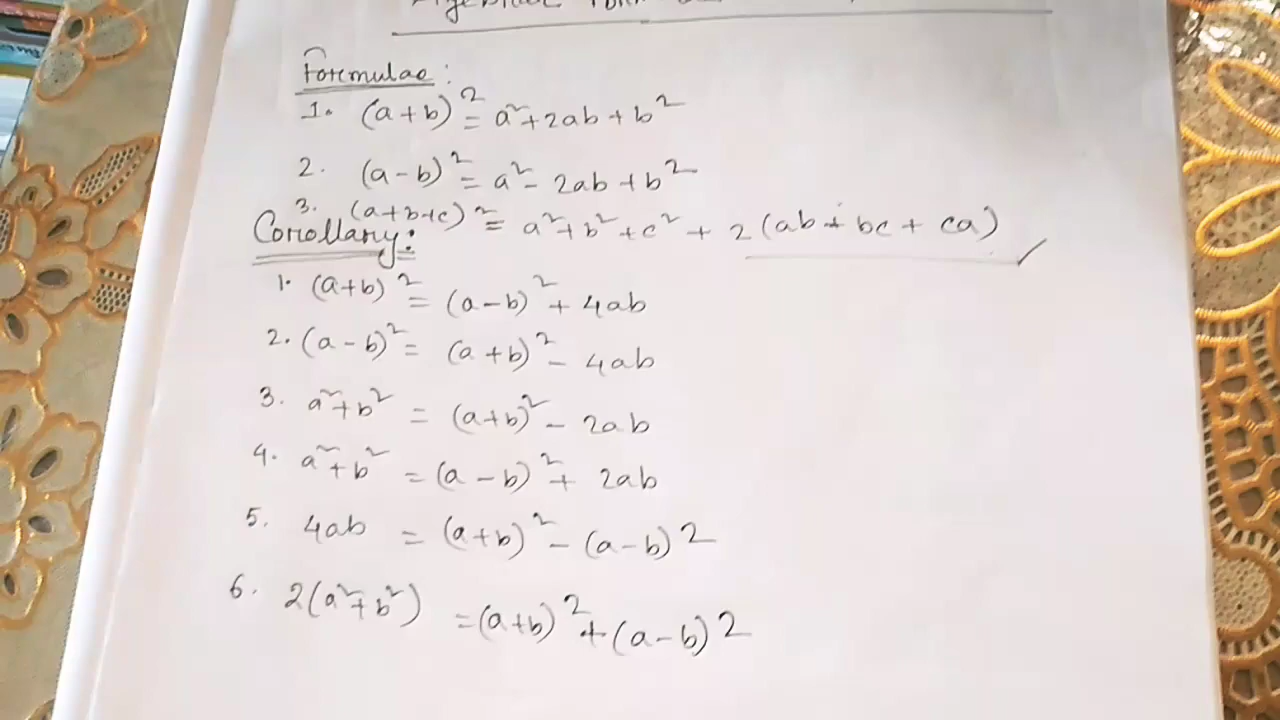 Formulae :
1. (a+b)² = a²+2ab+b²
2. (a-b)² = a²- 2ab+b²
3. (a+b+c)² = a²+b²+c² + 2(ab+bc+ca)
Corollary:
1. (a+b)² = (a-b)² + 4ab
2. (a-b)² = (a+b)² - 4ab
3. a²+b² = (a+b)² - 2ab
4. a²+b² = (a-b)² + 2ab
5. 4ab = (a+b)² - (a-b)²
6. 2(a²+b²) = (a+b)² + (a-b)²